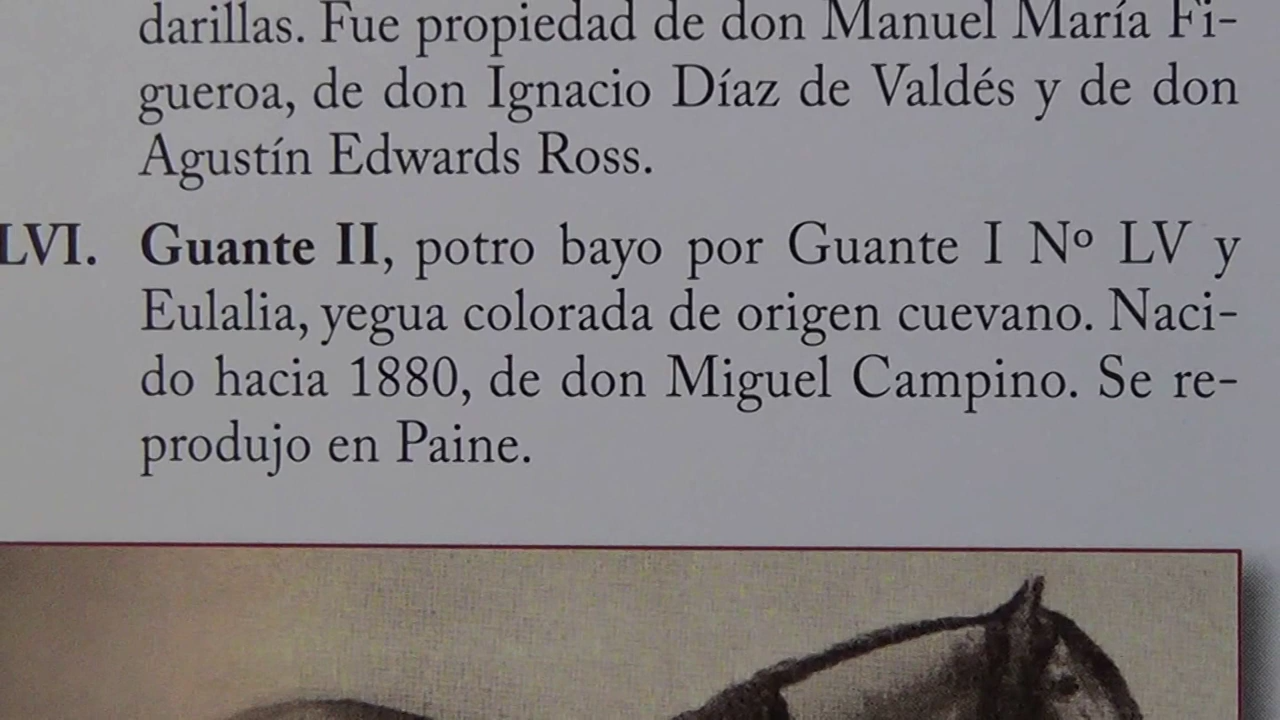 darillas. Fue propiedad de don Manuel María Fi-
gueroa, de don Ignacio Díaz de Valdés y de don
Agustín Edwards Ross.
LVI. Guante II, potro bayo por Guante I Nº LV y
Eulalia, yegua colorada de origen cuevano. Naci-
do hacia 1880, de don Miguel Campino. Se re-
produjo en Paine.